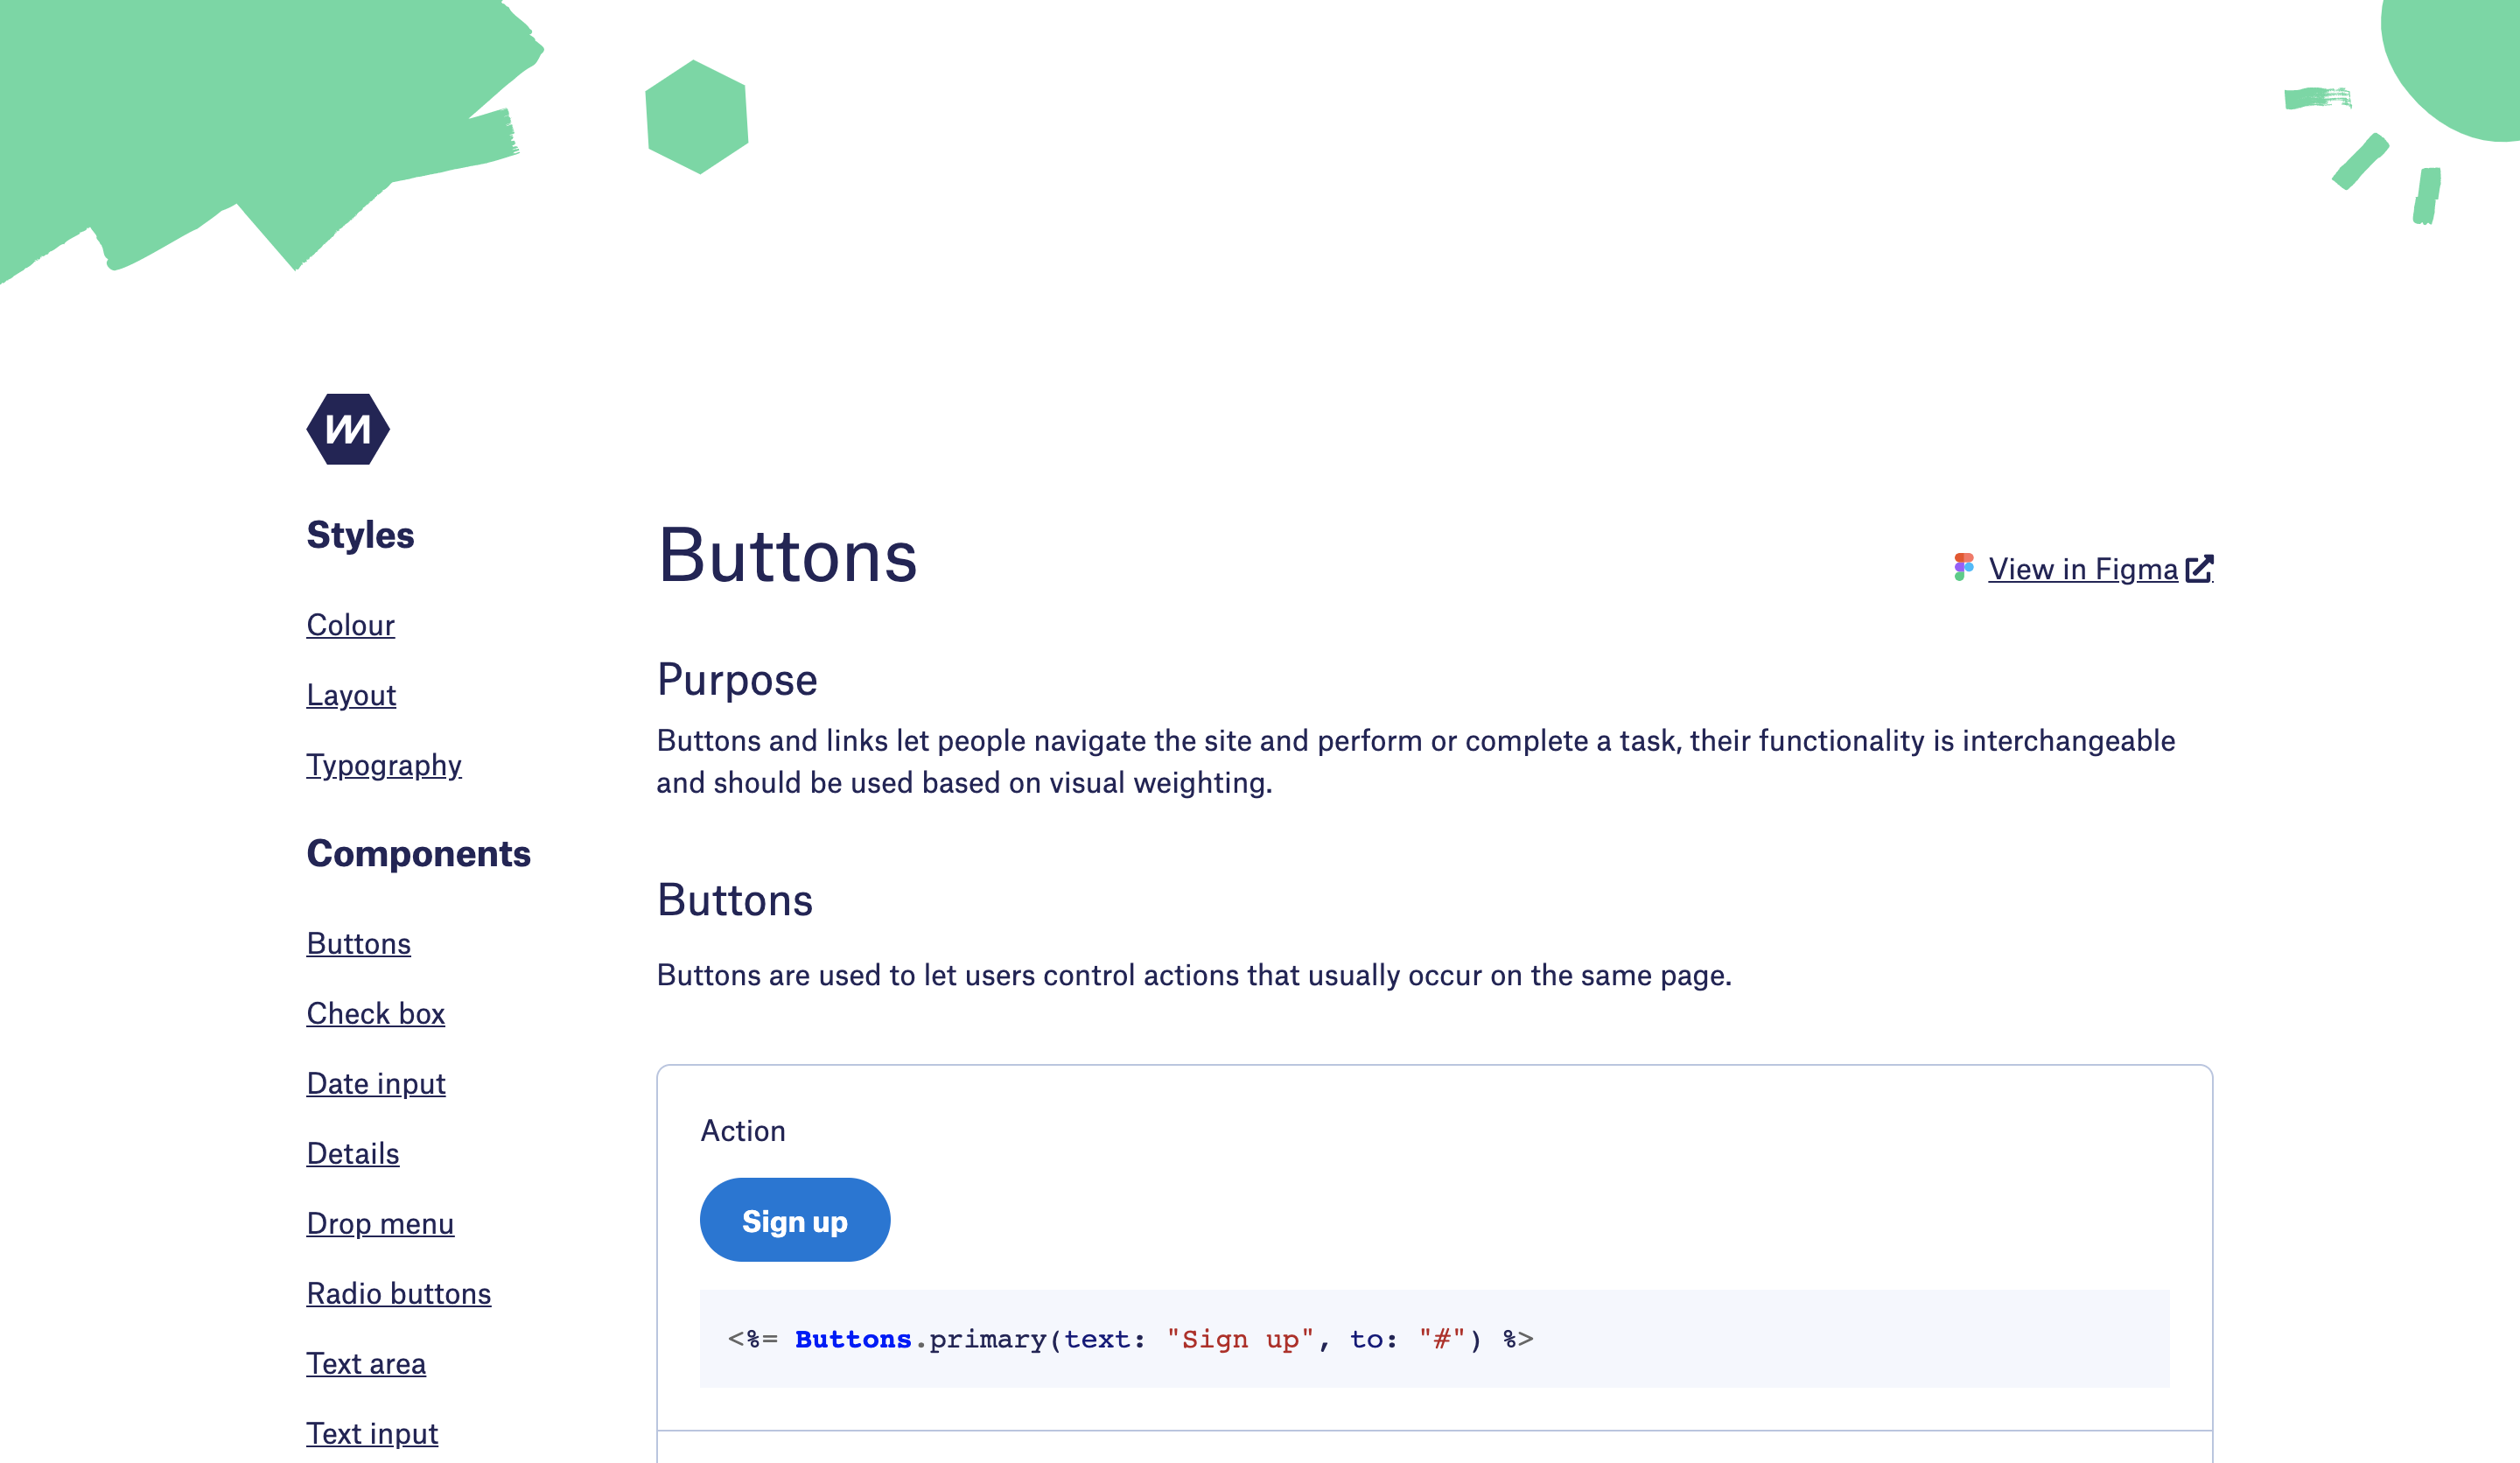 M
Styles
Colour
Layout
Typography
Components
Buttons
Check box
Date input
Details
Drop menu
Radio buttons
Text area
Text input
Buttons
View in Figma
Purpose
Buttons and links let people navigate the site and perform or complete a task, their functionality is interchangeable
and should be used based on visual weighting.
Buttons
Buttons are used to let users control actions that usually occur on the same page.
Action
Sign up
<%= Buttons.primary(text: "Sign up", to: "#") %>